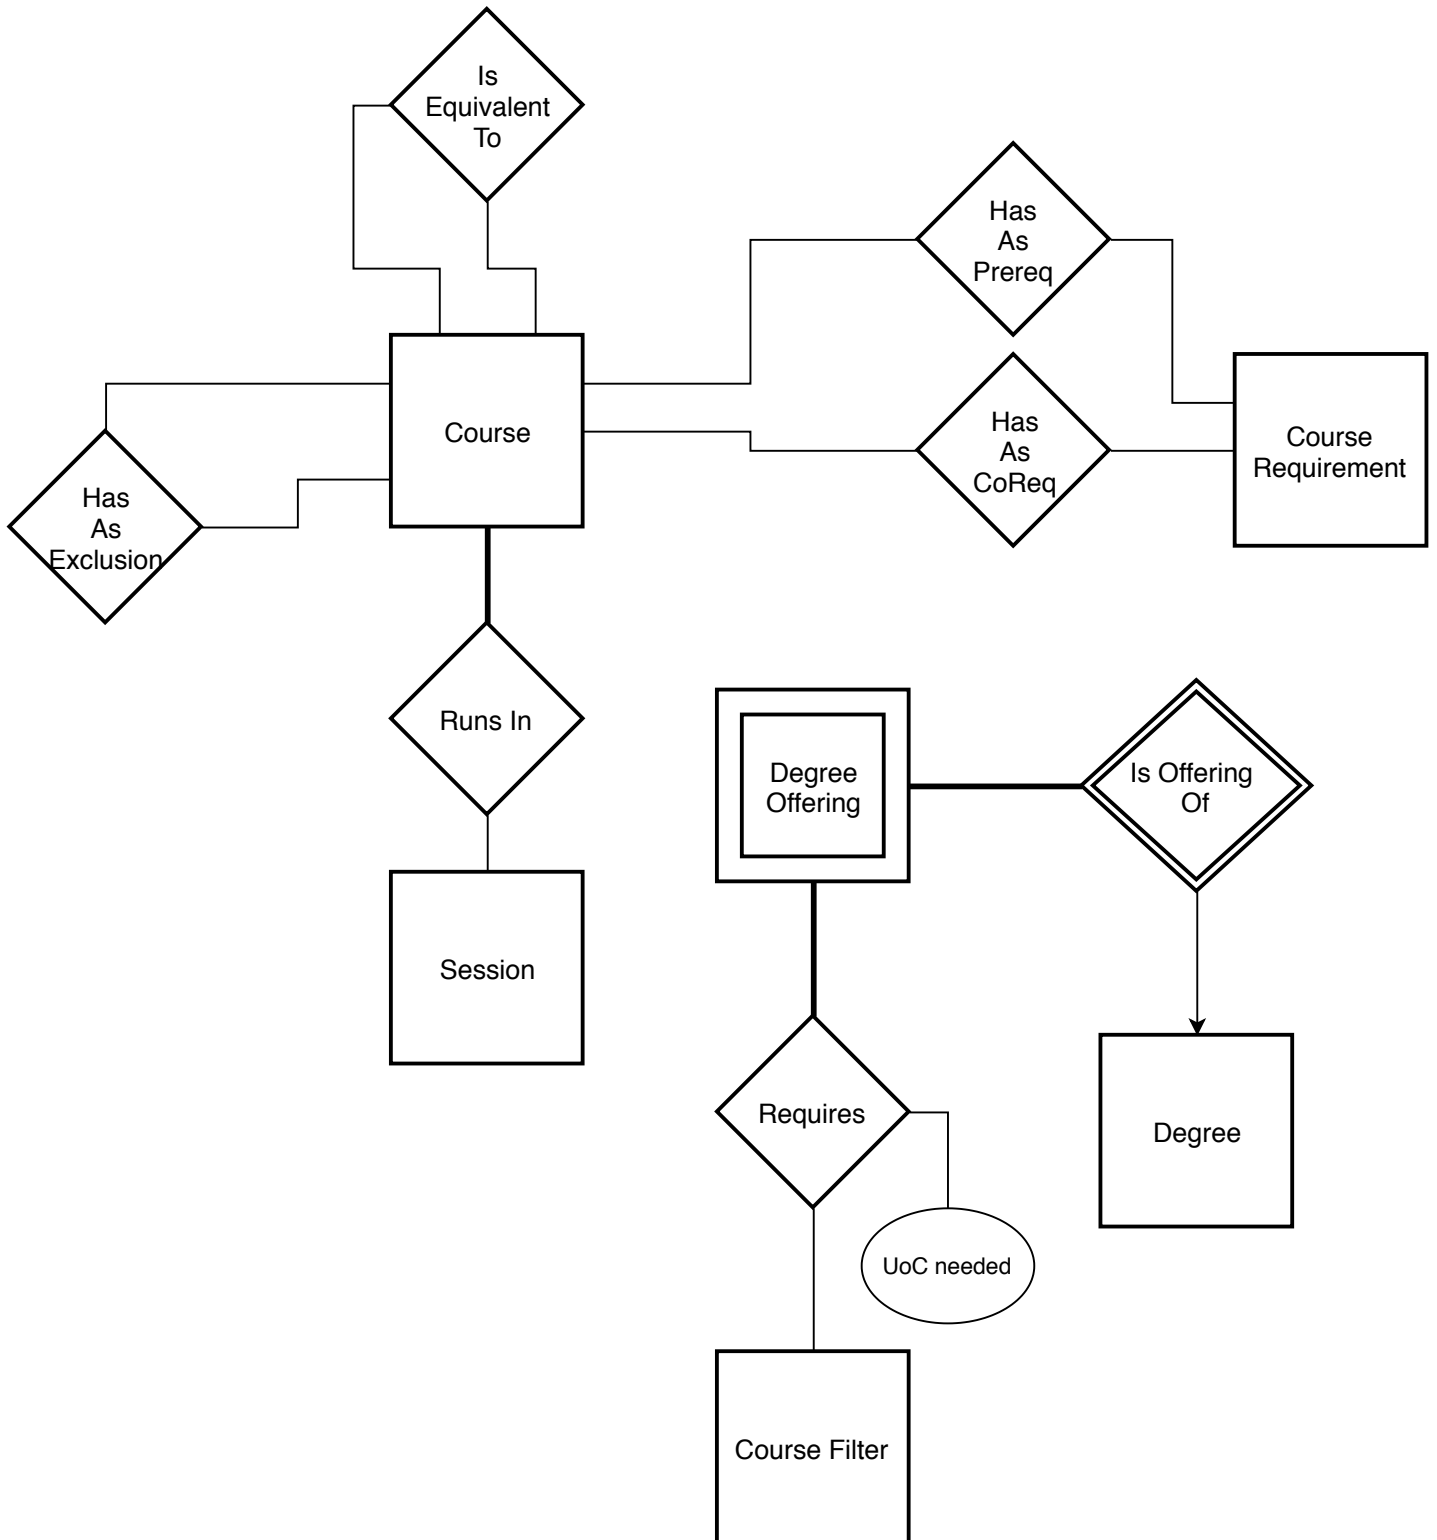 Is
Equivalent
To
Has
As
Prereq
Has
As
CoReq
Course
Course
Requirement
Has
As
Exclusion
Runs In
Degree
Offering
Is Offering
Of
Session
Requires
Degree
UoC needed
Course Filter